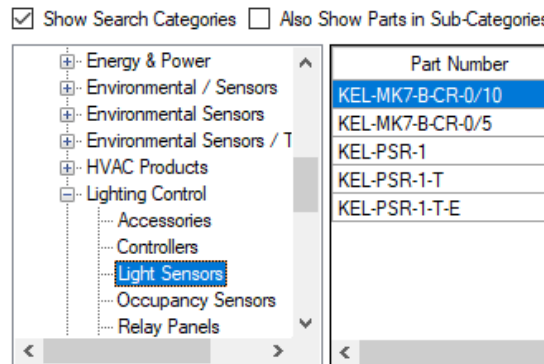 Show Search Categories Also Show Parts in Sub-Categories
Energy & Power
Environmental / Sensors
Environmental Sensors
Environmental Sensors / T
HVAC Products
Lighting Control
Accessories
Controllers
Light Sensors
Occupancy Sensors
Relay Panels
Part Number
KEL-MK7-B-CR-0/10
KEL-MK7-B-CR-0/5
KEL-PSR-1
KEL-PSR-1-T
KEL-PSR-1-T-E